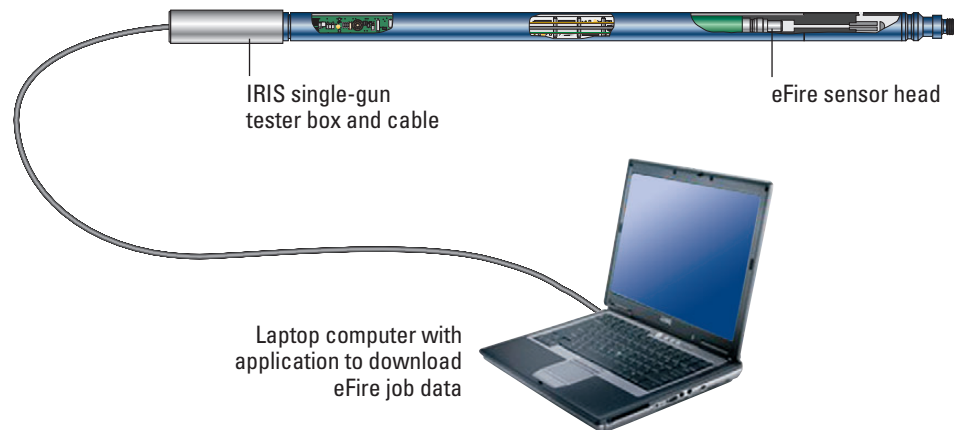 IRIS single-gun
tester box and cable
eFire sensor head
Laptop computer with
application to download
eFire job data